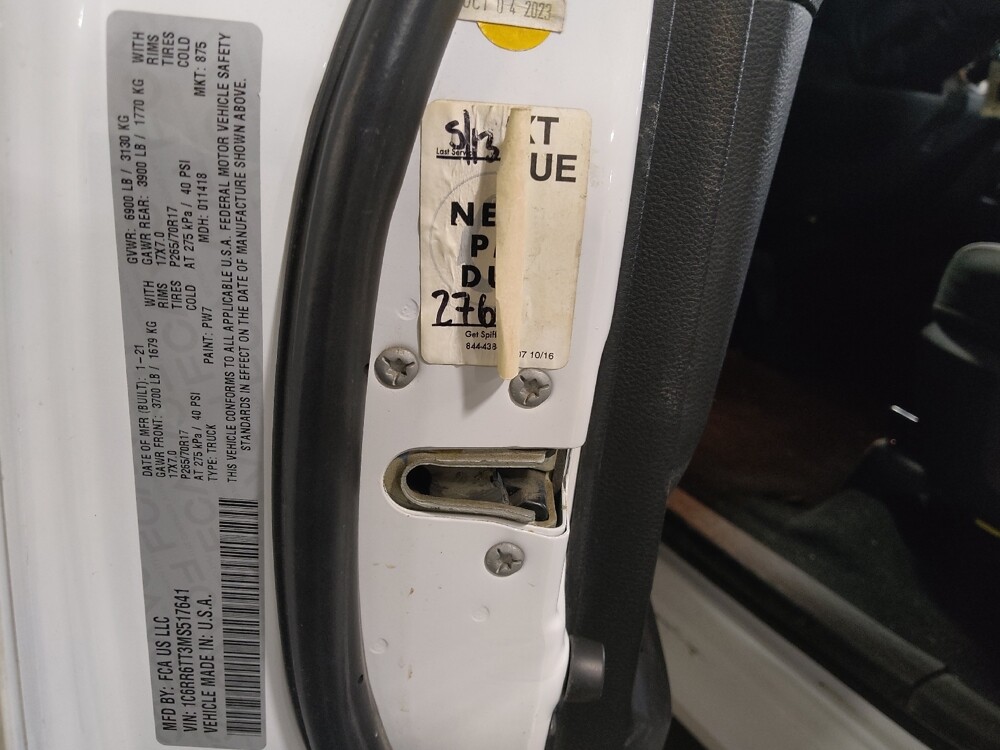 MFD BY: FCA US LLC
DATE OF MFR (BUILT): 1-21
GVWR: 6900 LB / 3130 KG
GAWR FRONT: 3700 LB / 1679 KG WITH
17X7.0 RIMS
P265/70R17 TIRES
AT 275 kPa / 40 PSI COLD
GAWR REAR: 3900 LB / 1770 KG WITH
17X7.0 RIMS
P265/70R17 TIRES
AT 275 kPa / 40 PSI COLD
TYPE: TRUCK PAINT: PW7 MDH: 011418 MKT: 875
VIN: 1C6RR6TT3MS517641
VEHICLE MADE IN: U.S.A.
THIS VEHICLE CONFORMS TO ALL APPLICABLE U.S.A. FEDERAL MOTOR VEHICLE SAFETY
STANDARDS IN EFFECT ON THE DATE OF MANUFACTURE SHOWN ABOVE.
OCT 04 2023
5/13
XT
UE
NE
D
276
Get Spiff
844-438-
07 10/16